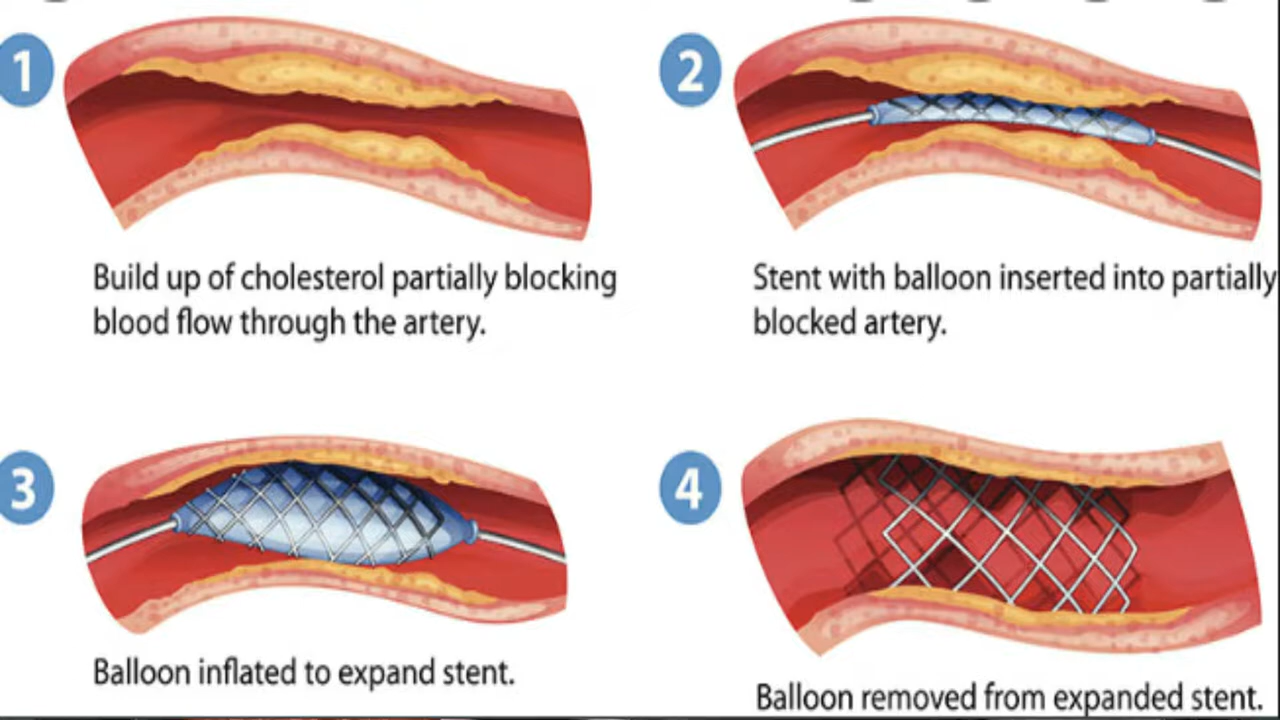 1
Build up of cholesterol partially blocking
blood flow through the artery.
2
Stent with balloon inserted into partially
blocked artery.
3
Balloon inflated to expand stent.
4
Balloon removed from expanded stent.